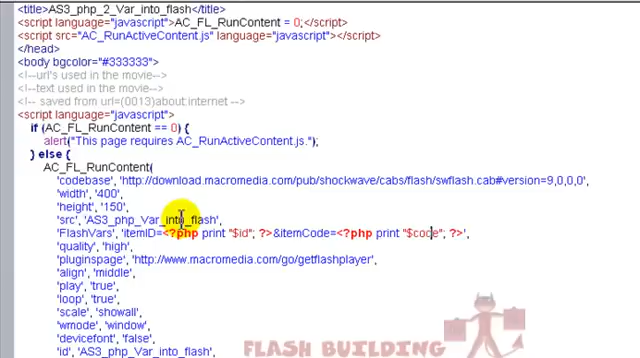 <title>AS3_php_2_Var_into_flash</title>
<script language="javascript">AC_FL_RunContent = 0;</script>
<script src="AC_RunActiveContent.js" language="javascript"></script>
</head>
<body bgcolor="#333333">
<!--url's used in the movie-->
<!--text used in the movie-->
<!-- saved from url=(0013)about:internet -->
<script language="javascript">
if (AC_FL_RunContent == 0) {
alert("This page requires AC_RunActiveContent.js.");
} else {
AC_FL_RunContent(
'codebase', 'http://download.macromedia.com/pub/shockwave/cabs/flash/swflash.cab#version=9,0,0,0',
'width', '400',
'height', '150',
'src', 'AS3_php_Var_into_flash',
'FlashVars', 'itemID=<?php print "$id"; ?>&itemCode=<?php print "$code"; ?>',
'quality', 'high',
'pluginspage', 'http://www.macromedia.com/go/getflashplayer',
'align', 'middle',
'play', 'true',
'loop', 'true',
'scale', 'showall',
'wmode', 'window',
'devicefont', 'false',
'id', 'AS3_php_Var_into_flash',
FLASH BUILDING